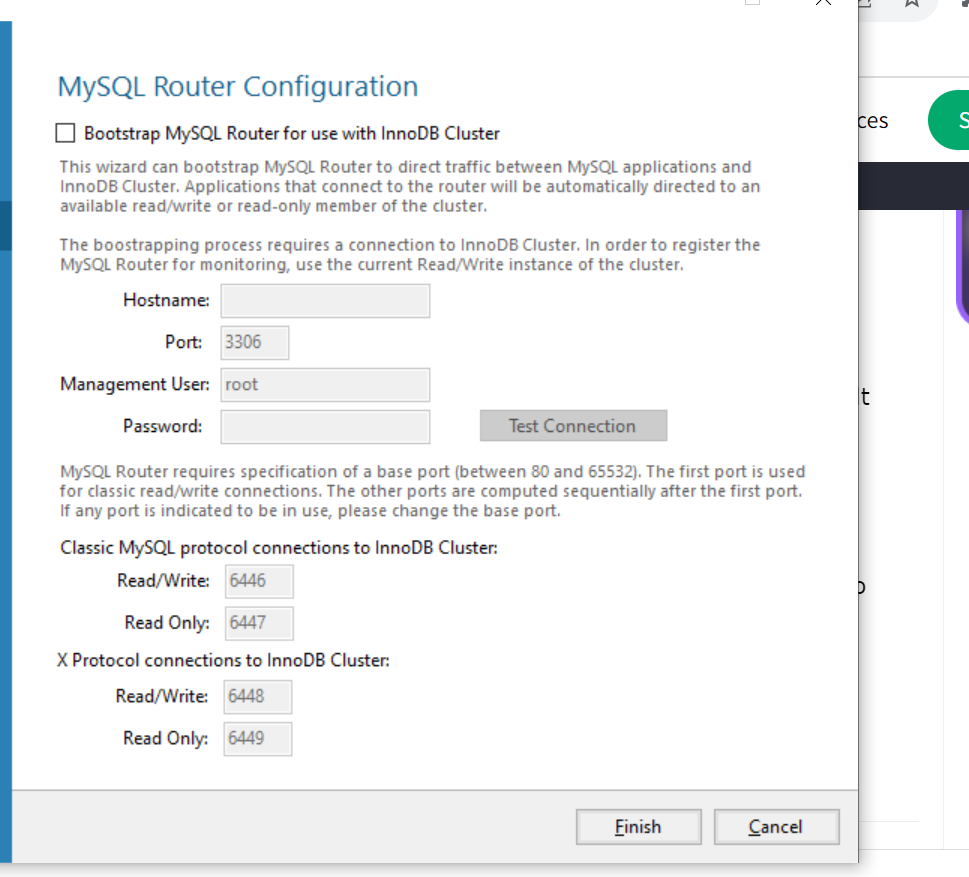 MySQL Router Configuration
Bootstrap MySQL Router for use with InnoDB Cluster
This wizard can bootstrap MySQL Router to direct traffic between MySQL applications and
InnoDB Cluster. Applications that connect to the router will be automatically directed to an
available read/write or read-only member of the cluster.
The boostrapping process requires a connection to InnoDB Cluster. In order to register the
MySQL Router for monitoring, use the current Read/Write instance of the cluster.
Hostname:
Port: 3306
Management User: root
Password: Test Connection
MySQL Router requires specification of a base port (between 80 and 65532). The first port is used
for classic read/write connections. The other ports are computed sequentially after the first port.
If any port is indicated to be in use, please change the base port.
Classic MySQL protocol connections to InnoDB Cluster:
Read/Write: 6446
Read Only: 6447
X Protocol connections to InnoDB Cluster:
Read/Write: 6448
Read Only: 6449
Finish Cancel
ces
t